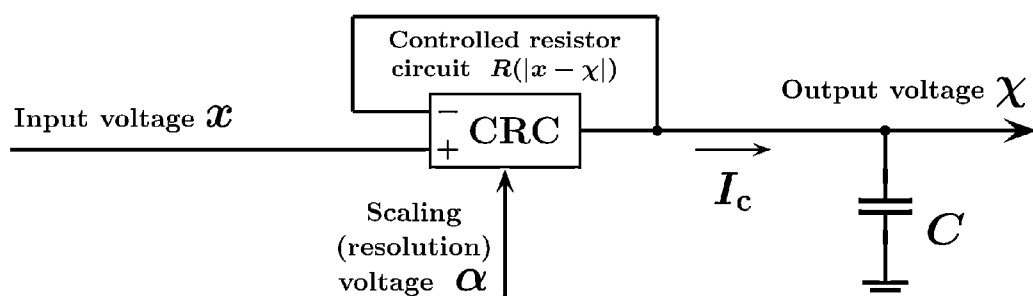 Controlled resistor
circuit R(|x − χ|)
Input voltage x
−
+
CRC
Output voltage χ
I_c
Scaling
(resolution)
voltage α
C